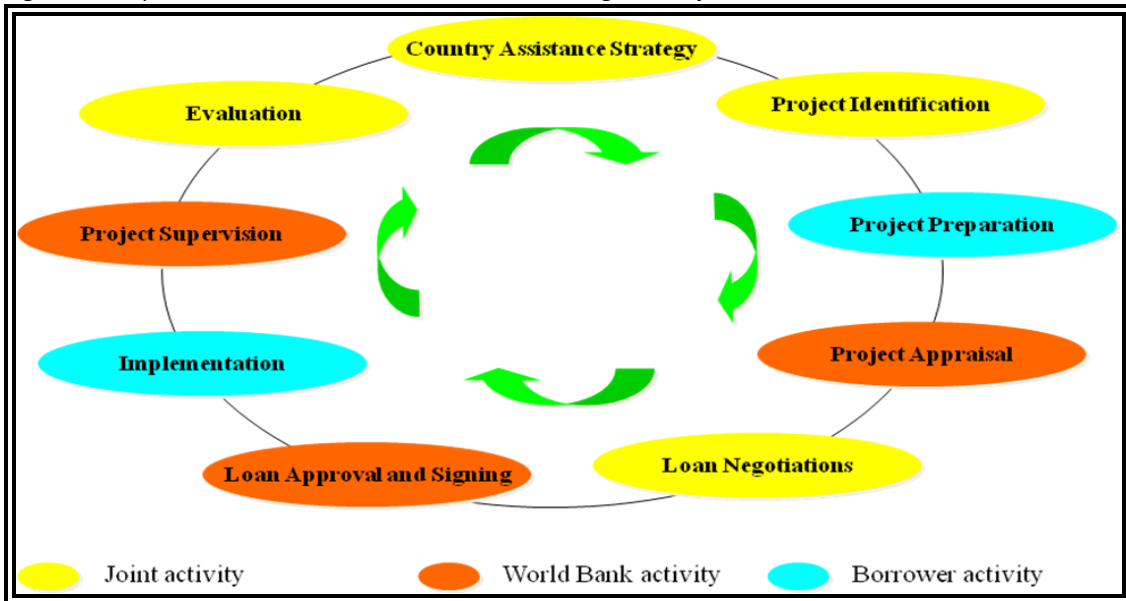 Country Assistance Strategy
Project Identification
Evaluation
Project Preparation
Project Supervision
Project Appraisal
Implementation
Loan Negotiations
Loan Approval and Signing
Joint activity
World Bank activity
Borrower activity